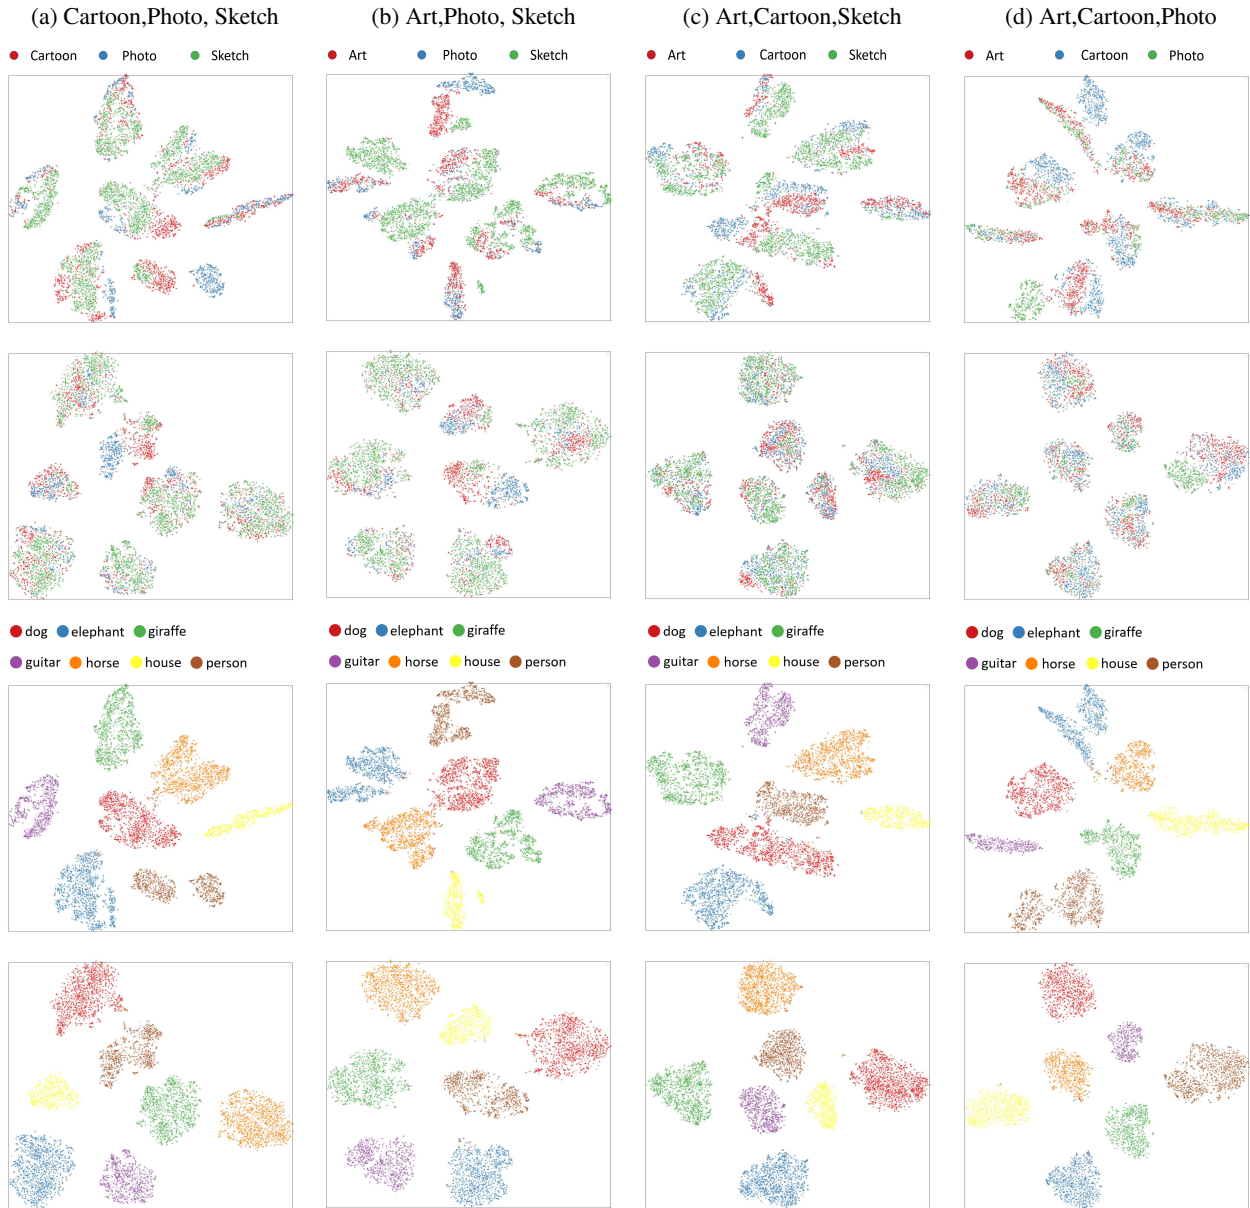 (a) Cartoon,Photo, Sketch
(b) Art,Photo, Sketch
(c) Art,Cartoon,Sketch
(d) Art,Cartoon,Photo
Cartoon Photo Sketch
Art Photo Sketch
Art Cartoon Sketch
Art Cartoon Photo
dog elephant giraffe
guitar horse house person
dog elephant giraffe
guitar horse house person
dog elephant giraffe
guitar horse house person
dog elephant giraffe
guitar horse house person